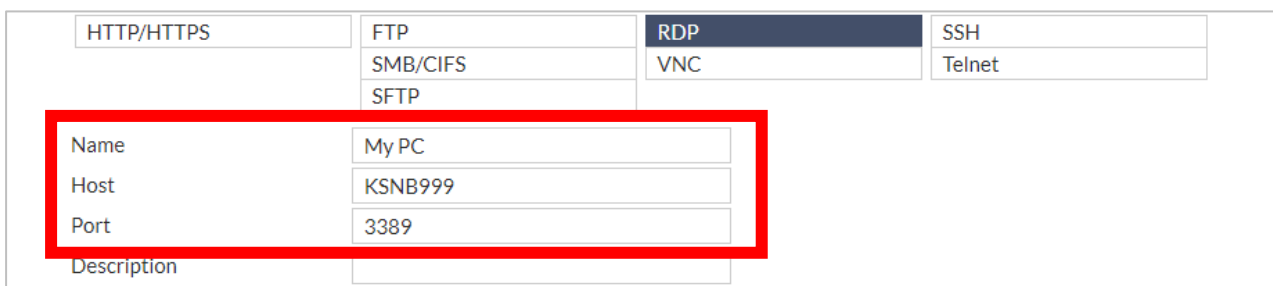 HTTP/HTTPS FTP RDP SSH
SMB/CIFS VNC Telnet
SFTP
Name My PC
Host KSNB999
Port 3389
Description